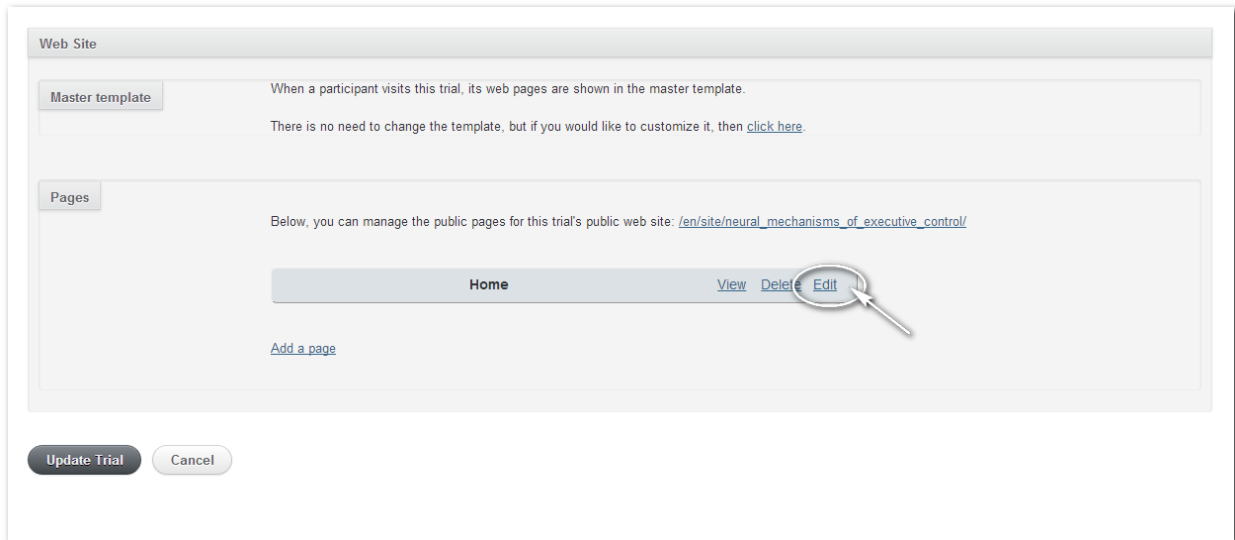 Web Site
Master template
When a participant visits this trial, its web pages are shown in the master template.
There is no need to change the template, but if you would like to customize it, then click here.
Pages
Below, you can manage the public pages for this trial's public web site: /en/site/neural_mechanisms_of_executive_control/
Home View Delete Edit
Add a page
Update Trial Cancel